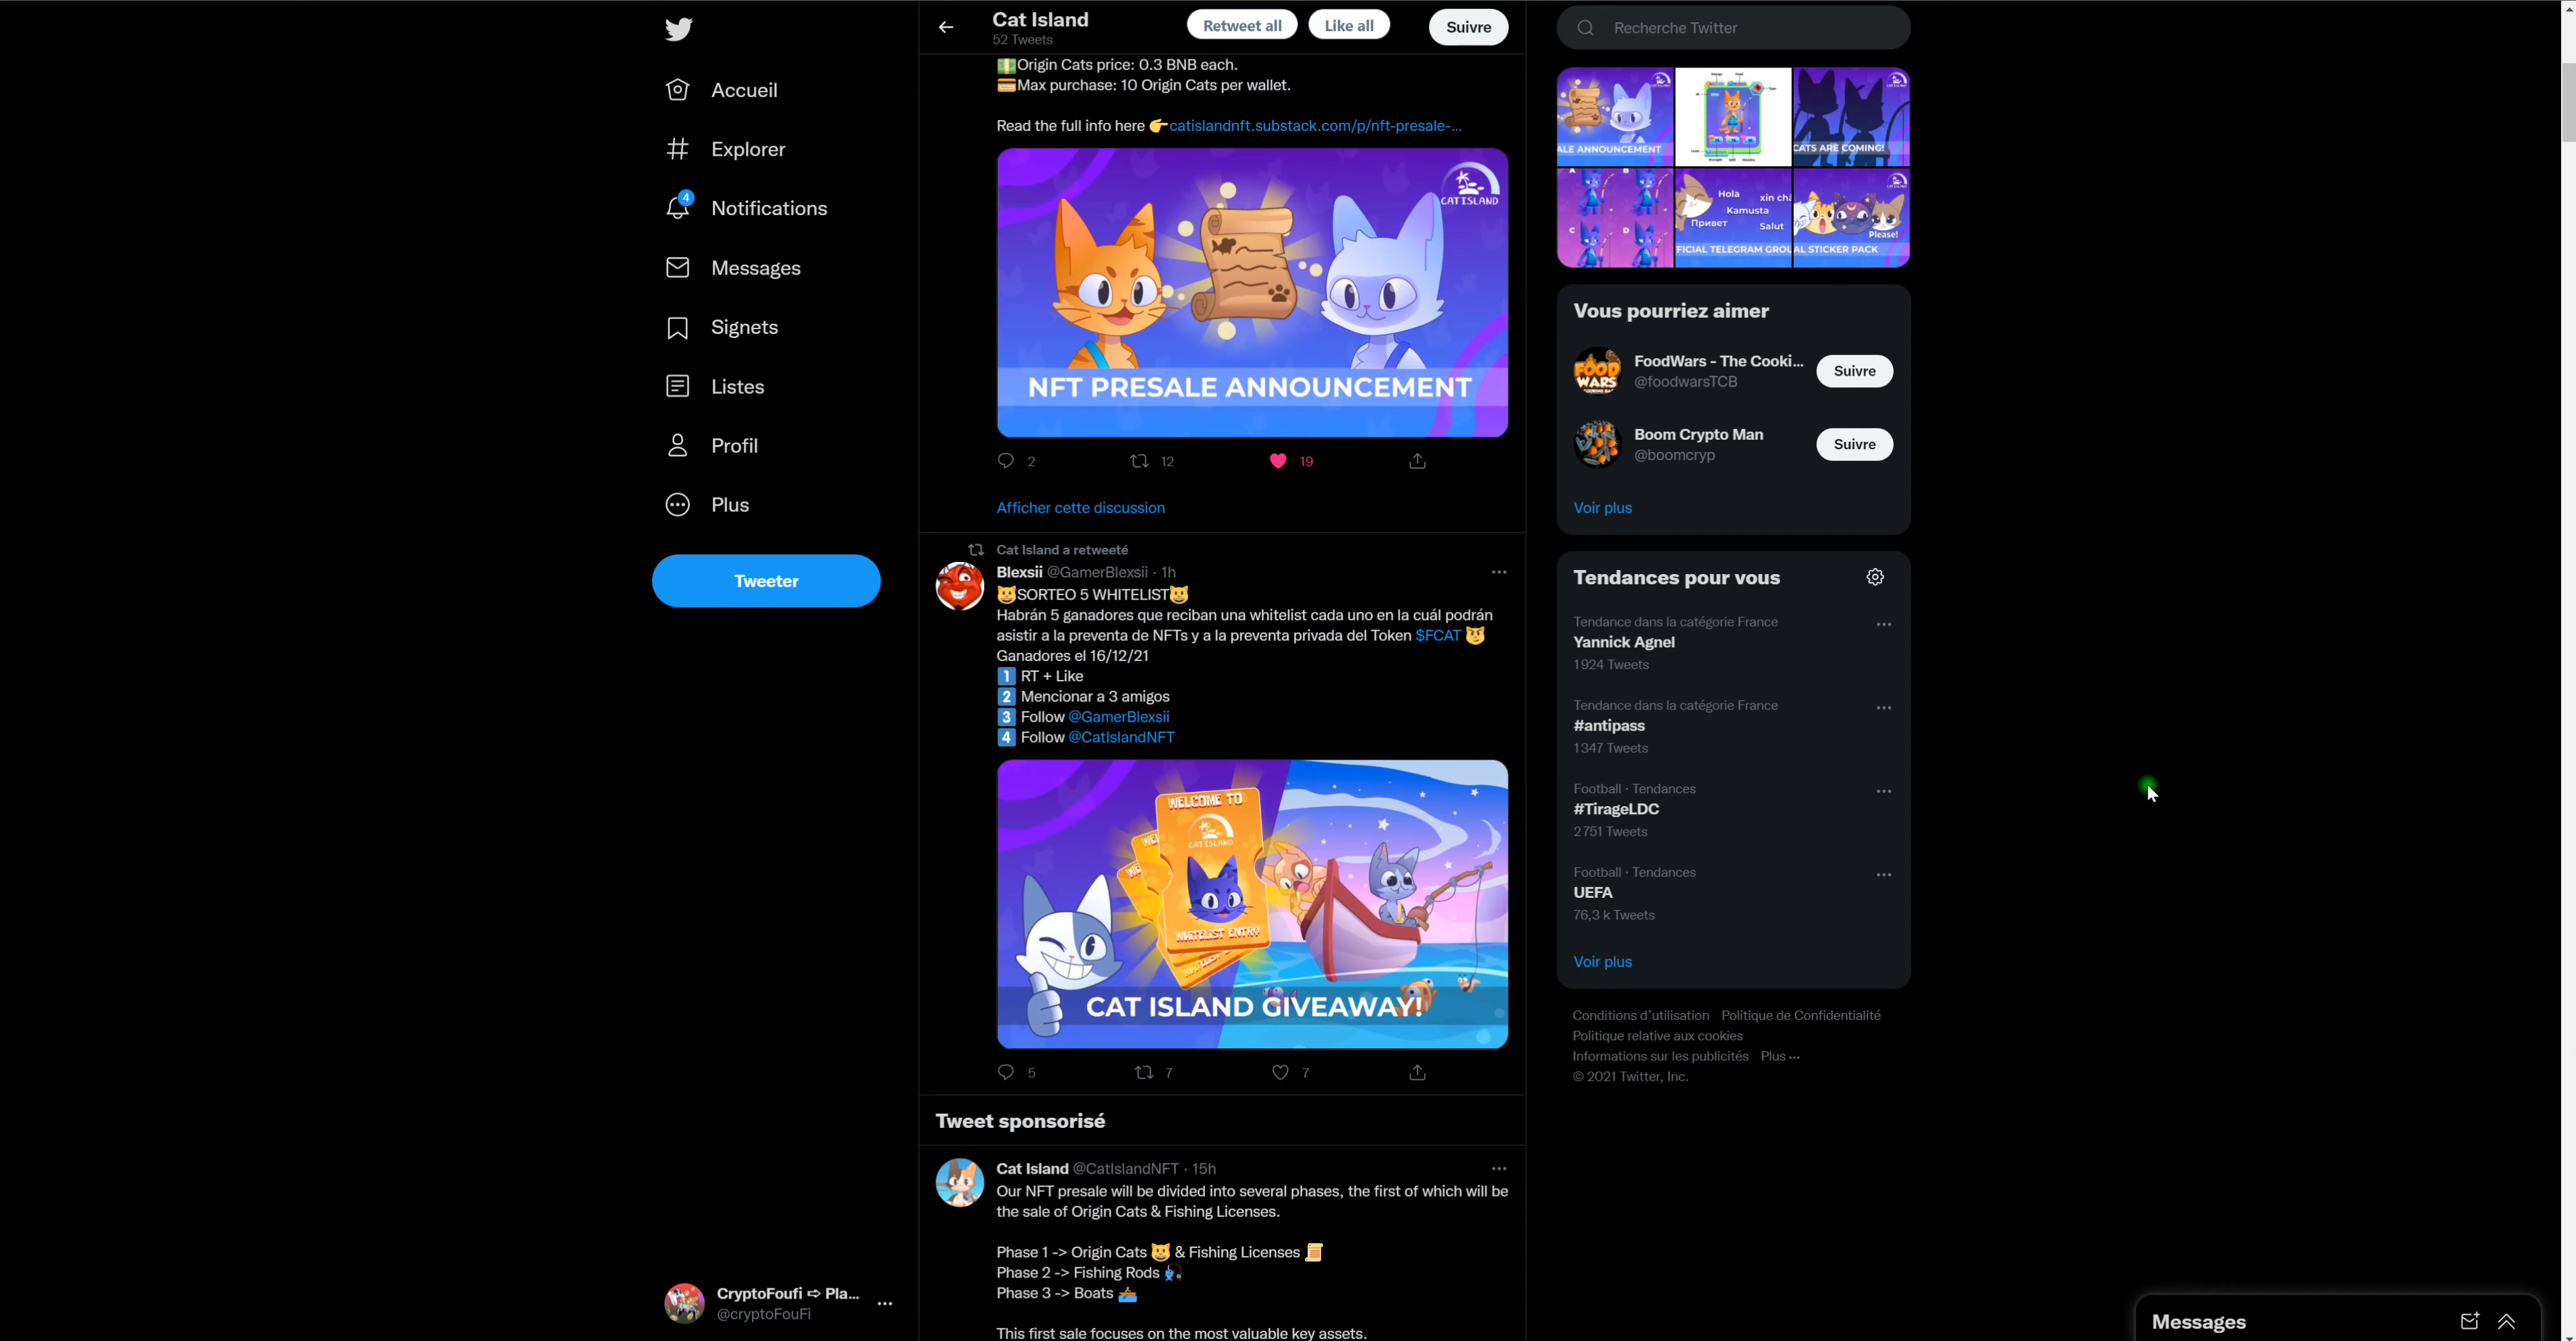 Accueil
Explorer
4
Notifications
Messages
Signets
Listes
Profil
Plus
Tweeter
CryptoFoufi ➪ Pla...
@cryptoFouFi
Cat Island
52 Tweets
Retweet all
Like all
Suivre
💵Origin Cats price: 0.3 BNB each.
💳Max purchase: 10 Origin Cats per wallet.
Read the full info here 👉catislandnft.substack.com/p/nft-presale-...
CAT ISLAND
NFT PRESALE ANNOUNCEMENT
2
12
19
Afficher cette discussion
Cat Island a retweeté
Blexsii @GamerBlexsii · 1h
😺SORTEO 5 WHITELIST😺
Habrán 5 ganadores que reciban una whitelist cada uno en la cuál podrán
asistir a la preventa de NFTs y a la preventa privada del Token $FCAT 😼
Ganadores el 16/12/21
1️⃣ RT + Like
2️⃣ Mencionar a 3 amigos
3️⃣ Follow @GamerBlexsii
4️⃣ Follow @CatIslandNFT
WELCOME TO
CAT ISLAND
WHITELIST ENTRY
CAT ISLAND GIVEAWAY!
5
7
7
Tweet sponsorisé
Cat Island @CatIslandNFT · 15h
Our NFT presale will be divided into several phases, the first of which will be
the sale of Origin Cats & Fishing Licenses.
Phase 1 -> Origin Cats 😺 & Fishing Licenses 📜
Phase 2 -> Fishing Rods 🎣
Phase 3 -> Boats 🚣
This first sale focuses on the most valuable key assets.
Recherche Twitter
ALE ANNOUNCEMENT
CATS ARE COMING!
A
B
C
D
Hola
xin chà
Kamusta
Привет
Salut
FICIAL TELEGRAM GROU
Please!
AL STICKER PACK
Vous pourriez aimer
FoodWars - The Cooki...
@foodwarsTCB
Suivre
FOOD
WARS
Boom Crypto Man
@boomcryp
Suivre
Voir plus
Tendances pour vous
Tendance dans la catégorie France
Yannick Agnel
1 924 Tweets
Tendance dans la catégorie France
#antipass
1 347 Tweets
Football · Tendances
#TirageLDC
2 751 Tweets
Football · Tendances
UEFA
76,3 k Tweets
Voir plus
Conditions d'utilisation Politique de Confidentialité
Politique relative aux cookies
Informations sur les publicités Plus ···
© 2021 Twitter, Inc.
Messages